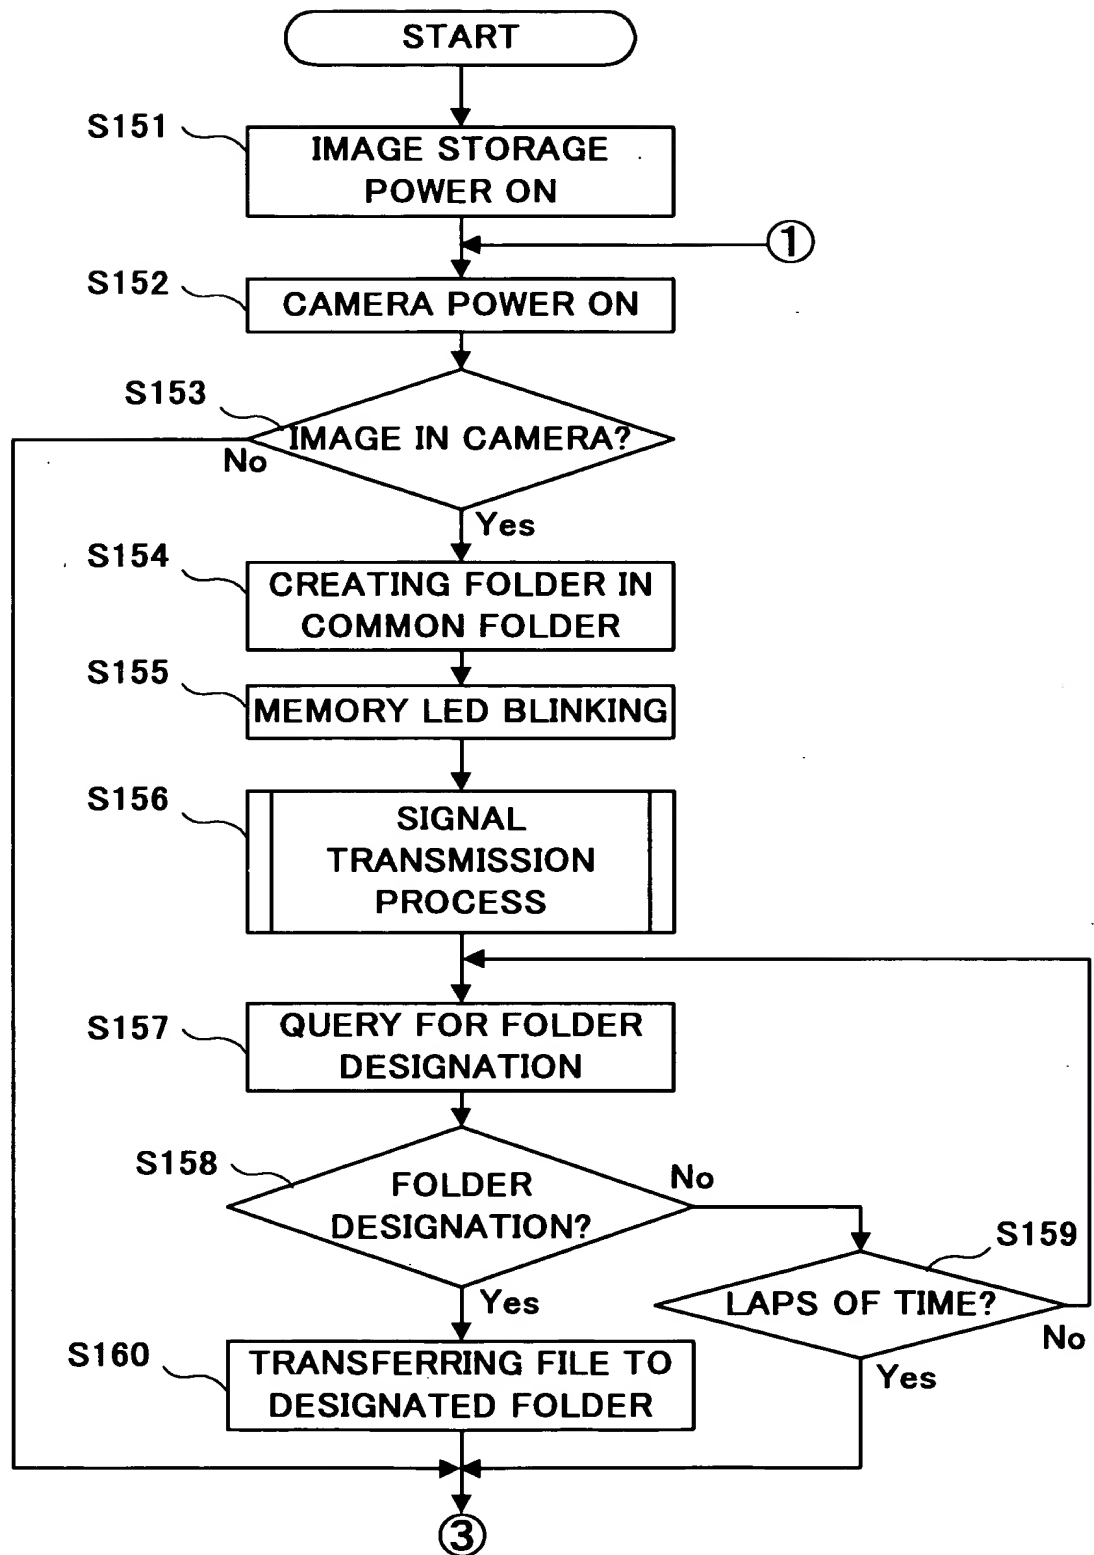 START
S151
IMAGE STORAGE
POWER ON
①
S152
CAMERA POWER ON
S153
IMAGE IN CAMERA?
No
Yes
S154
CREATING FOLDER IN
COMMON FOLDER
S155
MEMORY LED BLINKING
S156
SIGNAL
TRANSMISSION
PROCESS
S157
QUERY FOR FOLDER
DESIGNATION
S158
FOLDER
DESIGNATION?
No
Yes
S159
LAPS OF TIME?
No
Yes
S160
TRANSFERRING FILE TO
DESIGNATED FOLDER
③